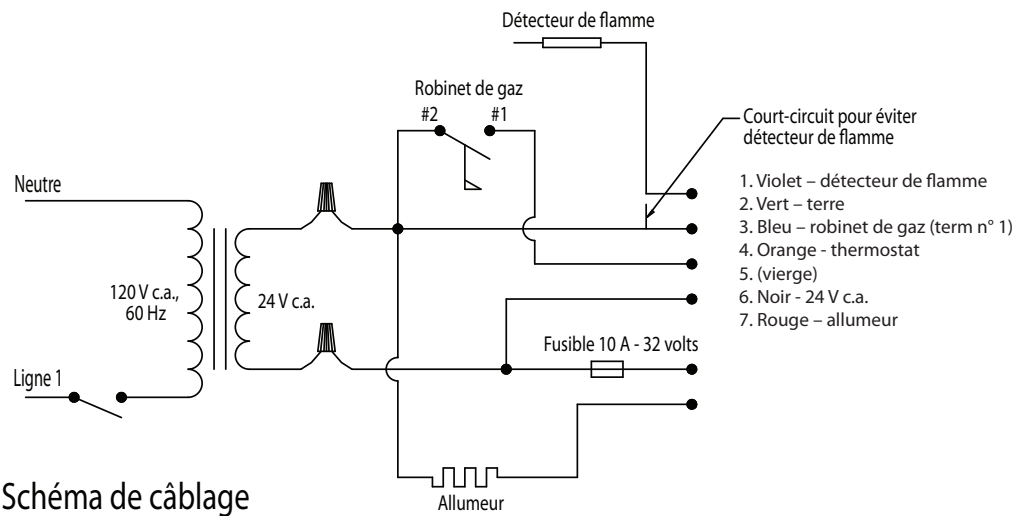 Détecteur de flamme
Robinet de gaz
#2 #1
Court-circuit pour éviter
détecteur de flamme
Neutre
1. Violet – détecteur de flamme
2. Vert – terre
3. Bleu – robinet de gaz (term n° 1)
4. Orange - thermostat
5. (vierge)
6. Noir - 24 V c.a.
7. Rouge – allumeur
120 V c.a.,
60 Hz
24 V c.a.
Fusible 10 A - 32 volts
Ligne 1
Schéma de câblage
Allumeur